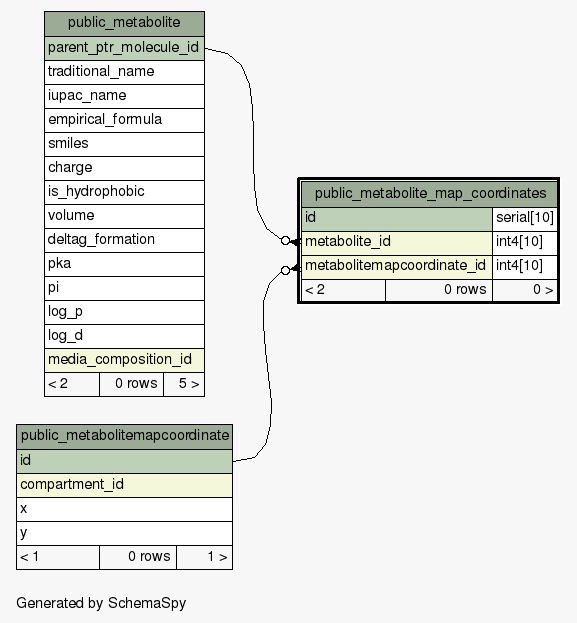 public_metabolite
parent_ptr_molecule_id
traditional_name
iupac_name
empirical_formula
smiles
charge
is_hydrophobic
volume
deltag_formation
pka
pi
log_p
log_d
media_composition_id
< 2 0 rows 5 >
public_metabolite_map_coordinates
id serial[10]
metabolite_id int4[10]
metabolitemapcoordinate_id int4[10]
< 2 0 rows 0 >
public_metabolitemapcoordinate
id
compartment_id
x
y
< 1 0 rows 1 >
Generated by SchemaSpy